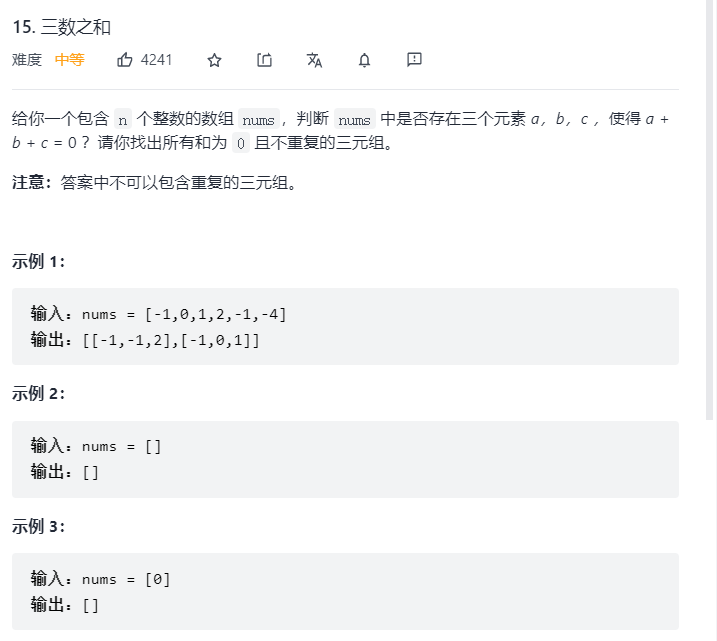 15. 三数之和
难度 中等 4241
给你一个包含 n 个整数的数组 nums ，判断 nums 中是否存在三个元素 a，b，c ，使得 a +
b + c = 0 ？请你找出所有和为 0 且不重复的三元组。
注意：答案中不可以包含重复的三元组。
示例 1：
输入：nums = [-1,0,1,2,-1,-4]
输出：[[-1,-1,2],[-1,0,1]]
示例 2：
输入：nums = []
输出：[]
示例 3：
输入：nums = [0]
输出：[]